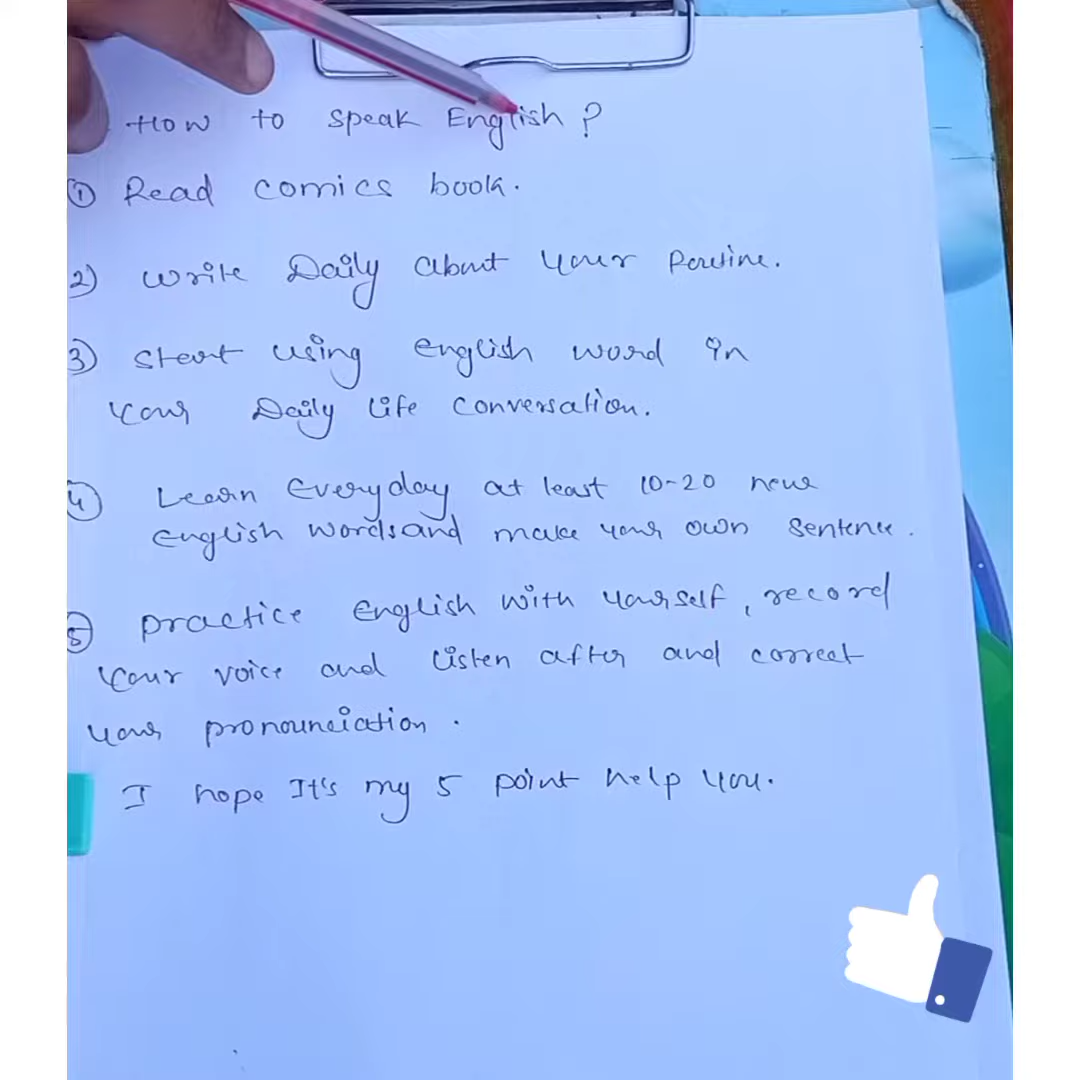 How to speak English?
① Read comics book.
2) write Daily about your Routine.
3) Start using english word in
your Daily life conversation.
④ Learn Everyday at least 10-20 new
English words and make your own sentence.
⑤ practice English with yourself, record
your voice and listen after and correct
your pronounciation.
I hope It's my 5 point help you.